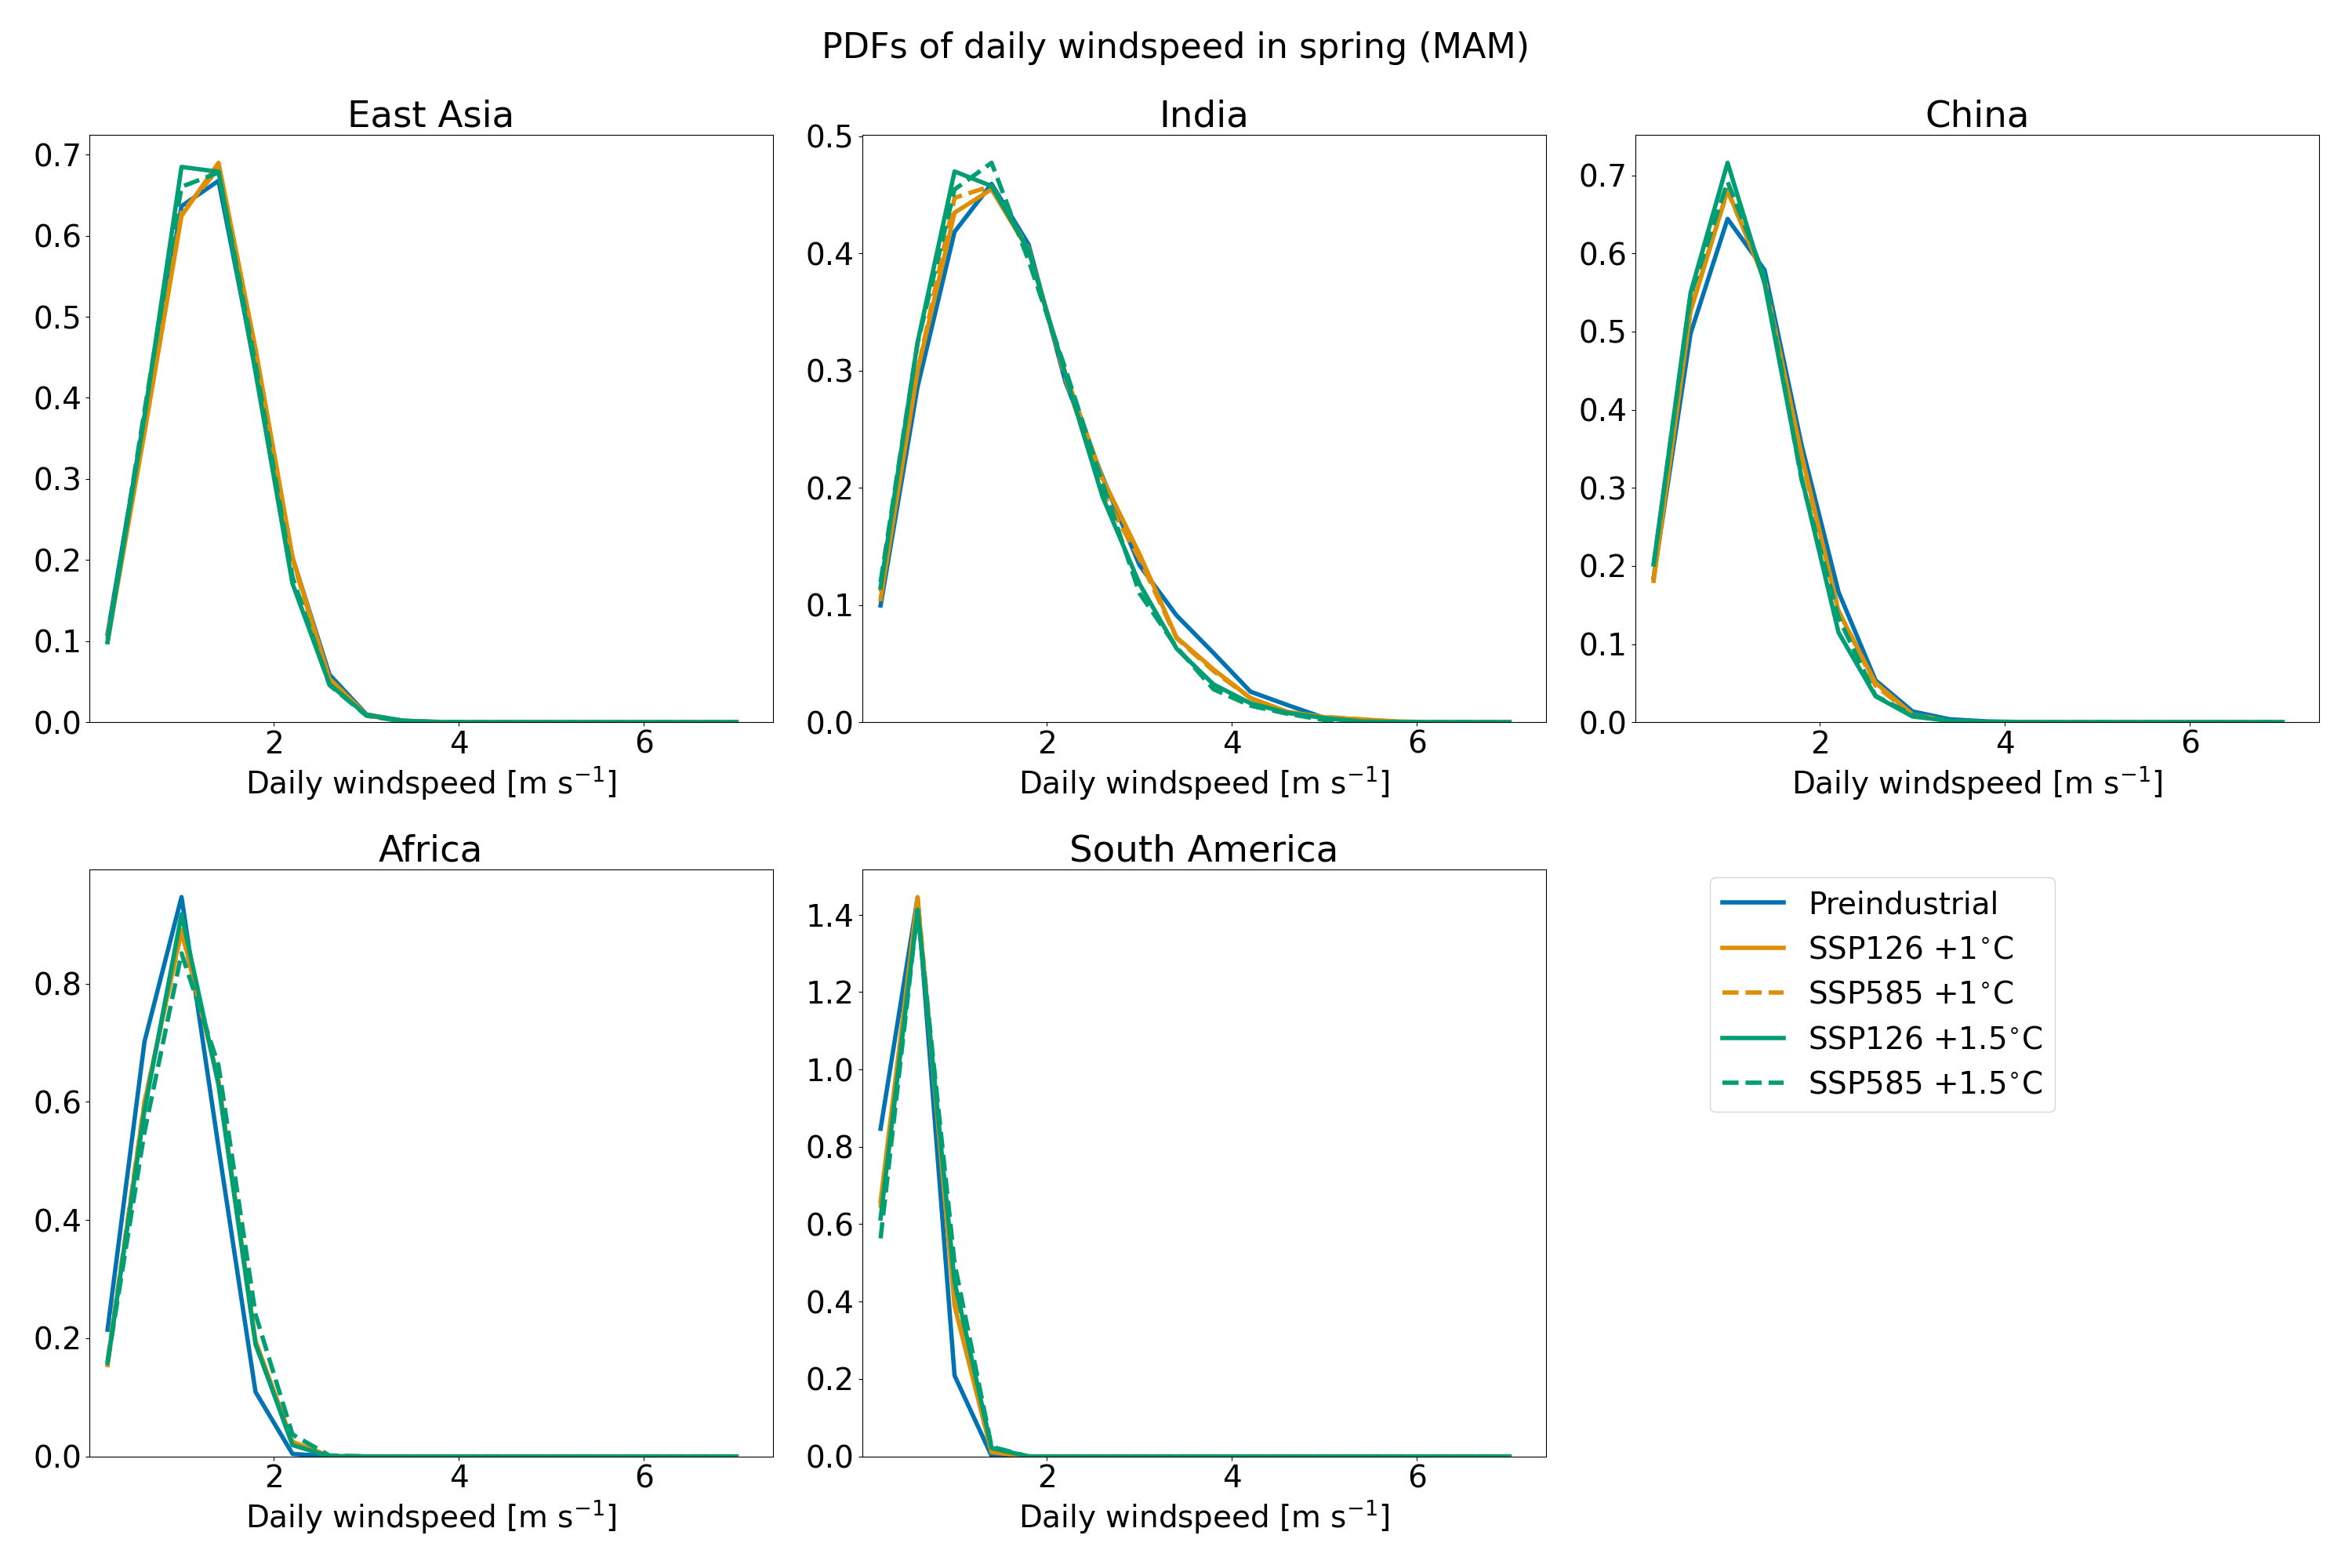 PDFs of daily windspeed in spring (MAM)
East Asia
0.7
0.6
0.5
0.4
0.3
0.2
0.1
0.0
2 4 6
Daily windspeed [m s⁻¹]
India
0.5
0.4
0.3
0.2
0.1
0.0
2 4 6
Daily windspeed [m s⁻¹]
China
0.7
0.6
0.5
0.4
0.3
0.2
0.1
0.0
2 4 6
Daily windspeed [m s⁻¹]
Africa
0.8
0.6
0.4
0.2
0.0
2 4 6
Daily windspeed [m s⁻¹]
South America
1.4
1.2
1.0
0.8
0.6
0.4
0.2
0.0
2 4 6
Daily windspeed [m s⁻¹]
Preindustrial
SSP126 +1°C
SSP585 +1°C
SSP126 +1.5°C
SSP585 +1.5°C